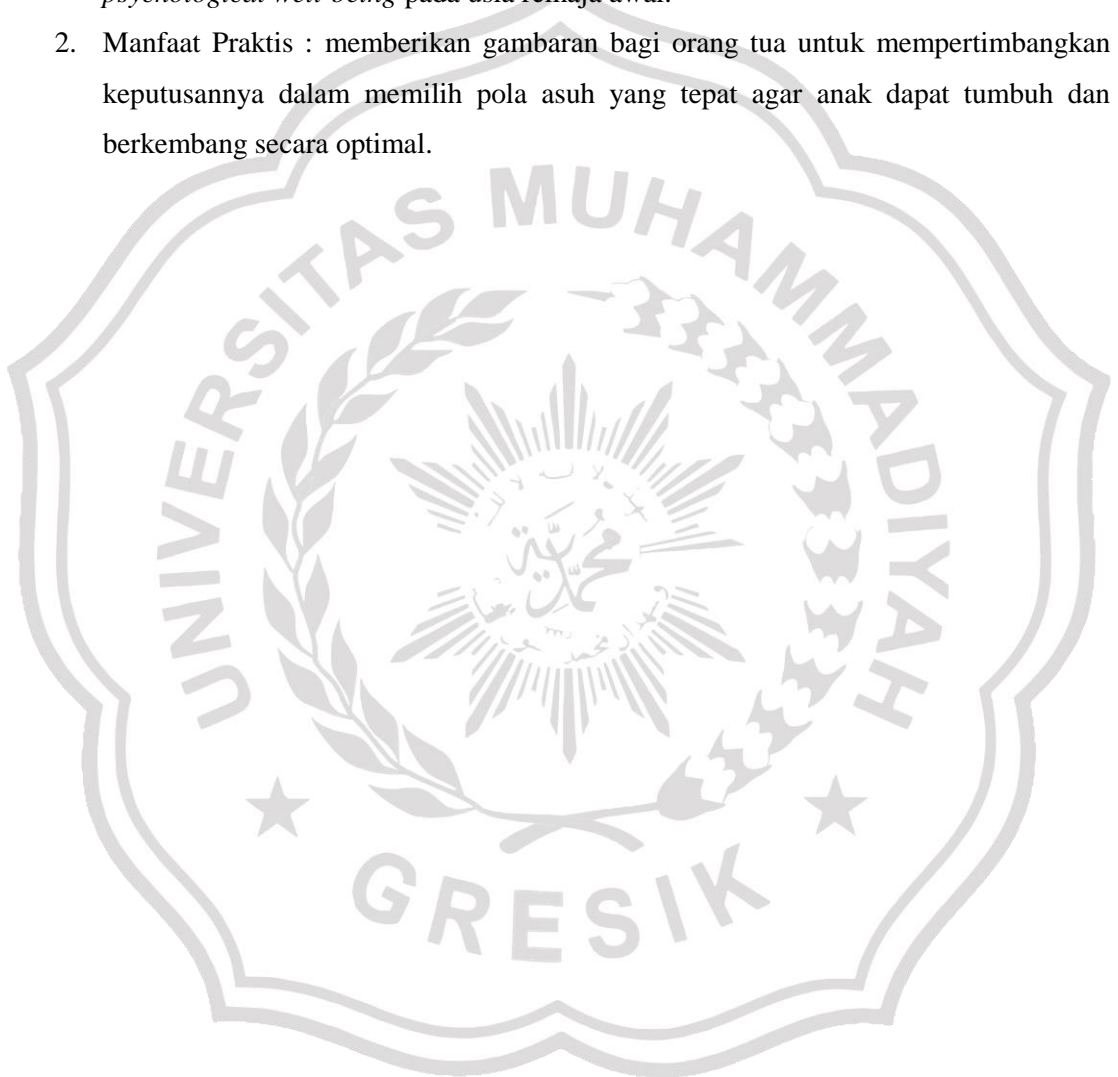 psychological well-being pada usia remaja awal.
2. Manfaat Praktis : memberikan gambaran bagi orang tua untuk mempertimbangkan
keputusannya dalam memilih pola asuh yang tepat agar anak dapat tumbuh dan
berkembang secara optimal.
UNIVERSITAS MUHAMMADIYAH
GRESIK